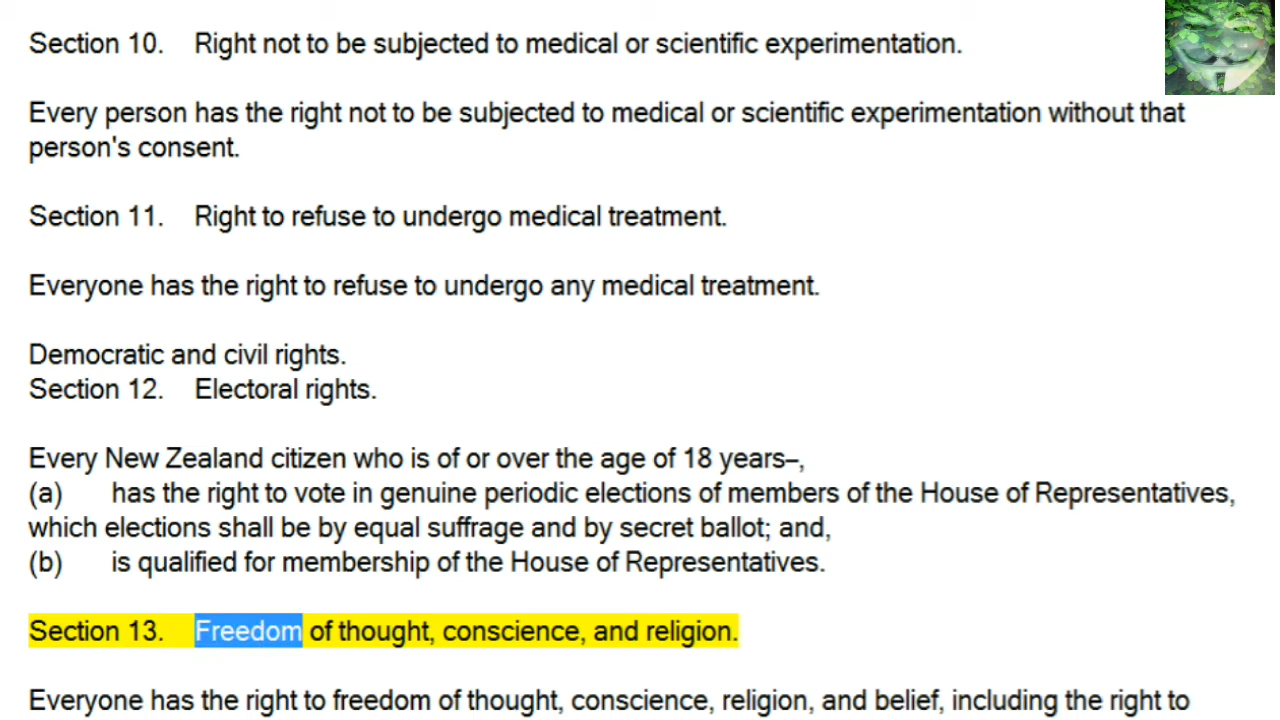 Section 10. Right not to be subjected to medical or scientific experimentation.
Every person has the right not to be subjected to medical or scientific experimentation without that
person's consent.
Section 11. Right to refuse to undergo medical treatment.
Everyone has the right to refuse to undergo any medical treatment.
Democratic and civil rights.
Section 12. Electoral rights.
Every New Zealand citizen who is of or over the age of 18 years–,
(a) has the right to vote in genuine periodic elections of members of the House of Representatives,
which elections shall be by equal suffrage and by secret ballot; and,
(b) is qualified for membership of the House of Representatives.
Section 13. Freedom of thought, conscience, and religion.
Everyone has the right to freedom of thought, conscience, religion, and belief, including the right to